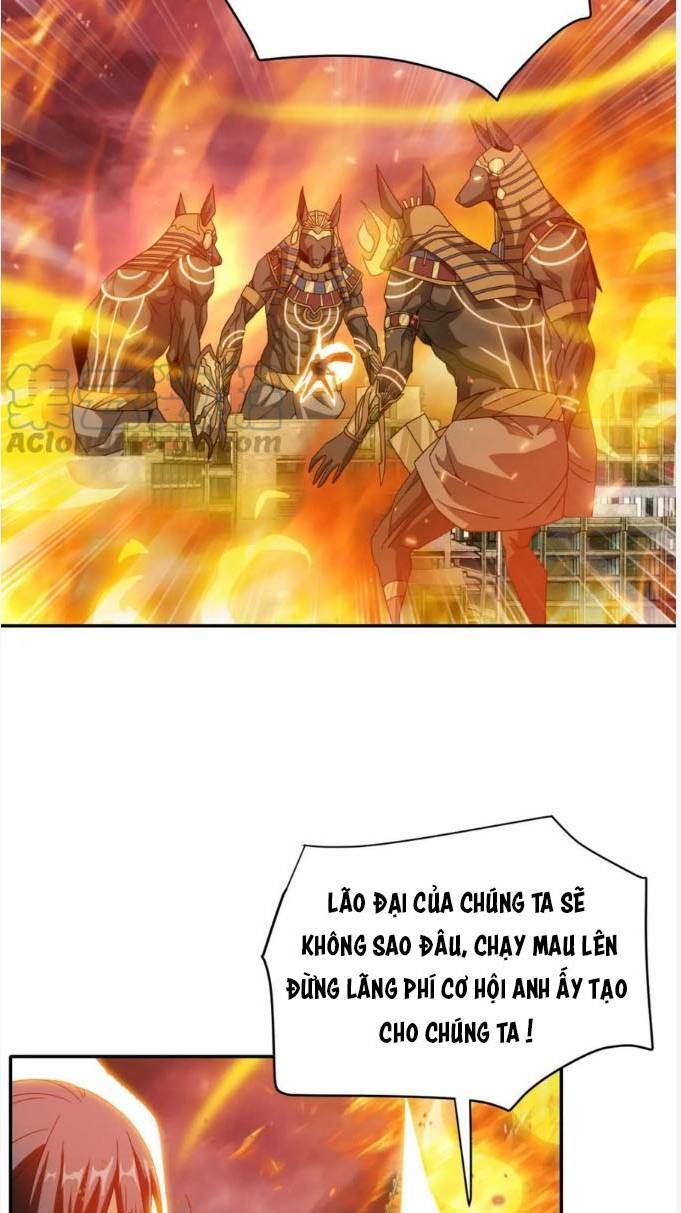 LÃO ĐẠI CỦA CHÚNG TA SẼ
KHÔNG SAO ĐÂU, CHẠY MAU LÊN
ĐỪNG LÃNG PHÍ CƠ HỘI ANH ẤY TẠO
CHO CHÚNG TA !